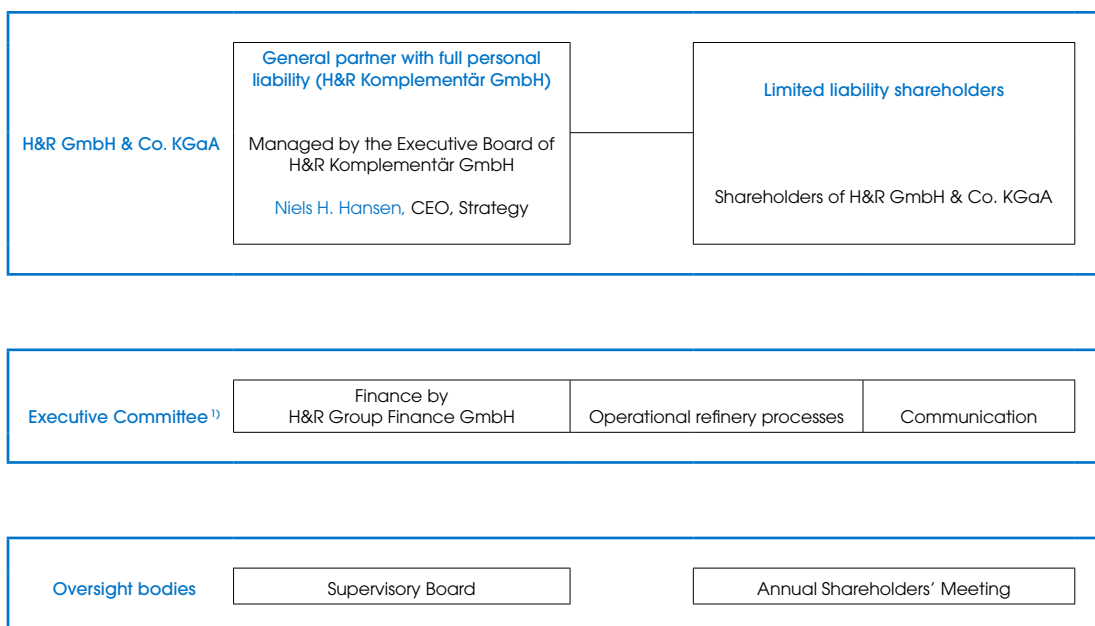 General partner with full personal
liability (H&R Komplementär GmbH)
Limited liability shareholders
H&R GmbH & Co. KGaA
Managed by the Executive Board of
H&R Komplementär GmbH
Niels H. Hansen, CEO, Strategy
Shareholders of H&R GmbH & Co. KGaA
Executive Committee 1)
Finance by
H&R Group Finance GmbH
Operational refinery processes
Communication
Oversight bodies
Supervisory Board
Annual Shareholders' Meeting